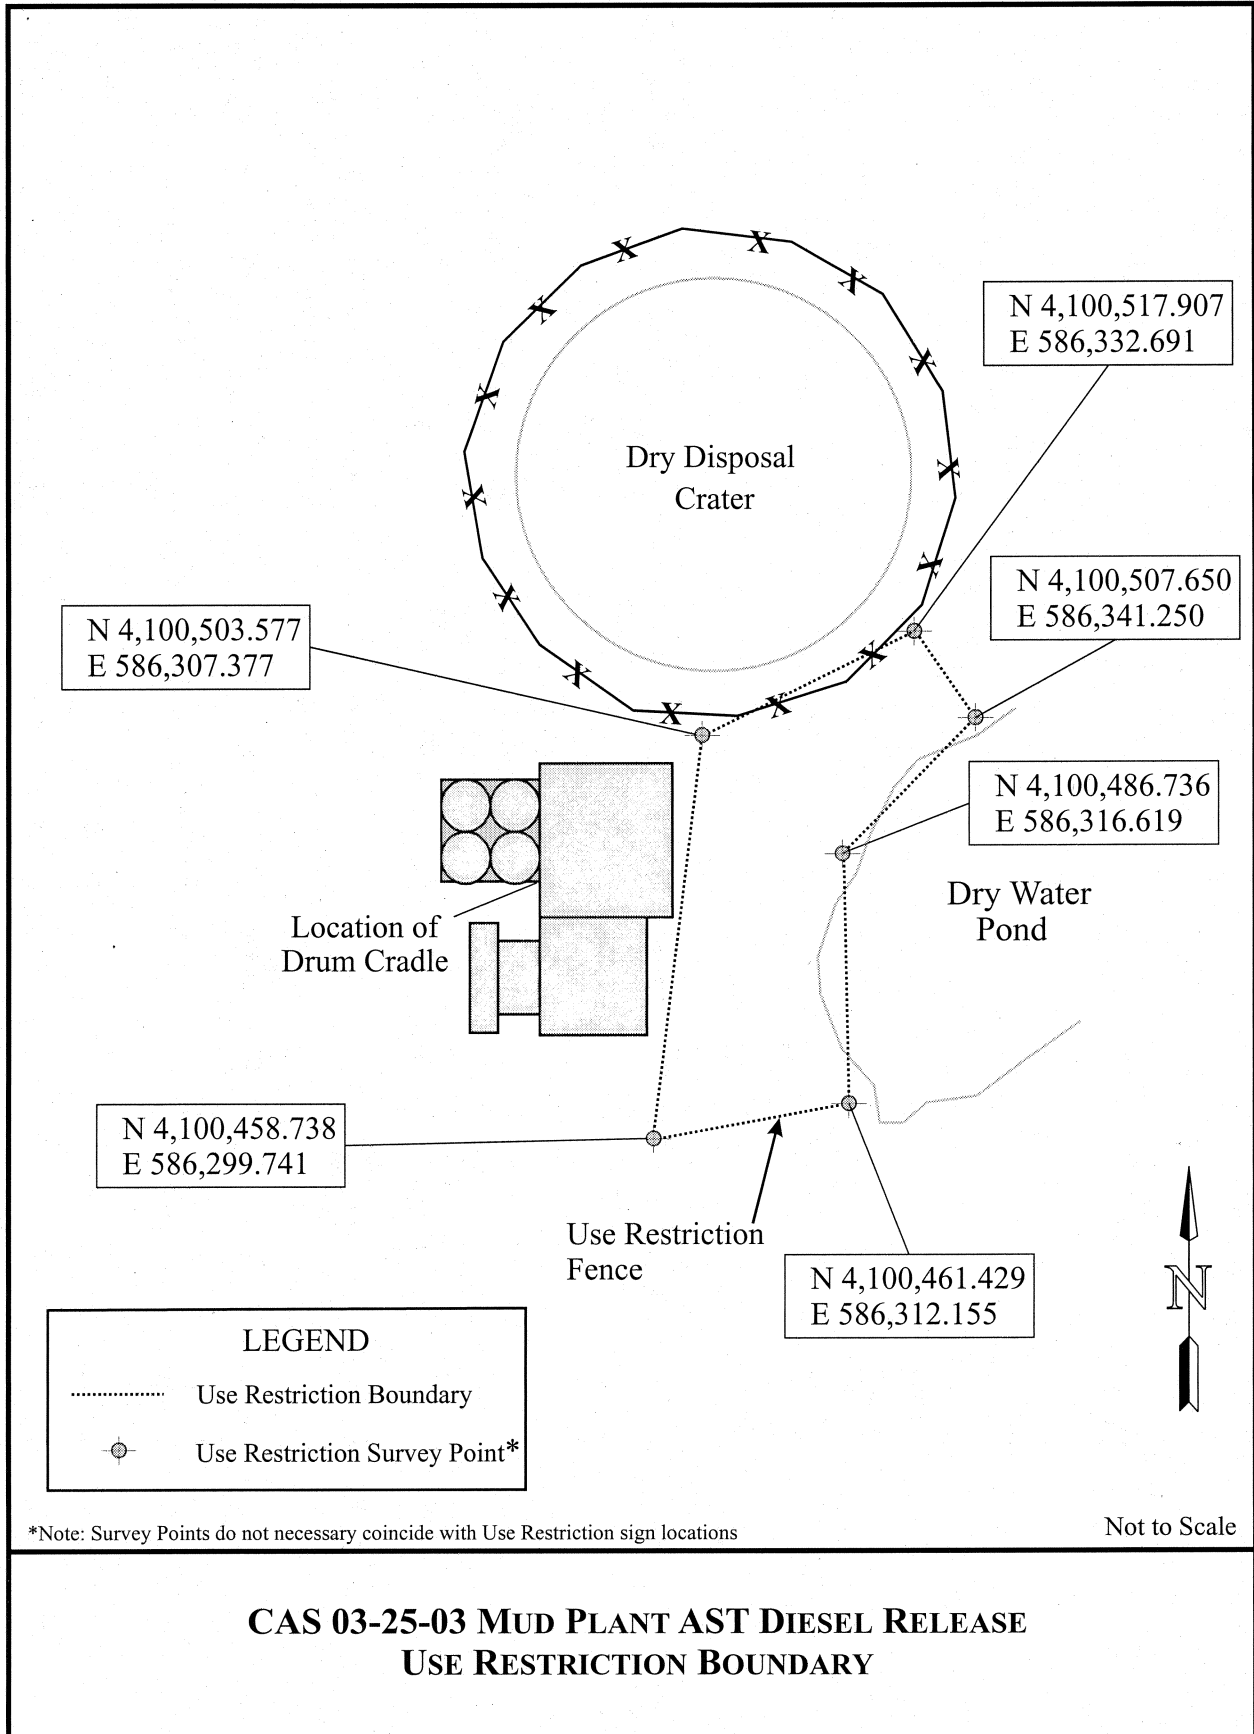 N 4,100,517.907
E 586,332.691
Dry Disposal
Crater
N 4,100,507.650
E 586,341.250
N 4,100,503.577
E 586,307.377
N 4,100,486.736
E 586,316.619
Dry Water
Pond
Location of
Drum Cradle
N 4,100,458.738
E 586,299.741
Use Restriction
Fence
N 4,100,461.429
E 586,312.155
N
LEGEND
Use Restriction Boundary
Use Restriction Survey Point*
*Note: Survey Points do not necessary coincide with Use Restriction sign locations
Not to Scale
CAS 03-25-03 MUD PLANT AST DIESEL RELEASE
USE RESTRICTION BOUNDARY